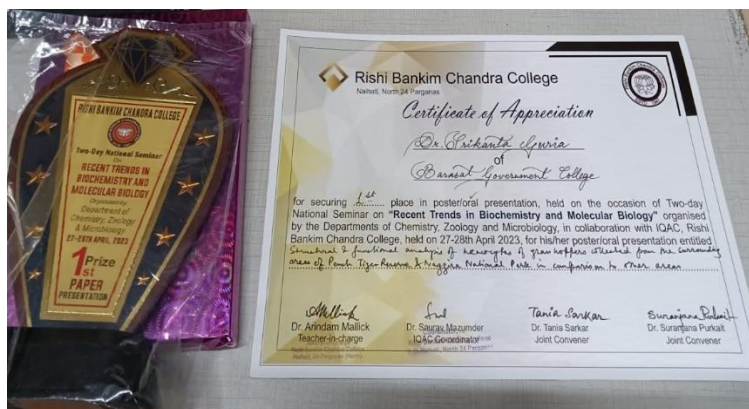 RISHI BANKIM CHANDRA COLLEGE
Two-Day National Seminar
On
RECENT TRENDS IN
BIOCHEMISTRY AND
MOLECULAR BIOLOGY
Organised by
Department of
Chemistry, Zoology
& Microbiology
27-28TH APRIL, 2023
1st
Prize
PAPER
PRESENTATION
Rishi Bankim Chandra College
Naihati, North 24 Parganas
Certificate of Appreciation
Dr. Srikanta Guria
of
Barasat Government College
for securing 1st place in poster/oral presentation, held on the occasion of Two-day
National Seminar on "Recent Trends in Biochemistry and Molecular Biology" organised
by the Departments of Chemistry, Zoology and Microbiology, in collaboration with IQAC, Rishi
Bankim Chandra College, held on 27-28th April 2023, for his/her poster/oral presentation entitled
Structural & functional analysis of hemocytes of grasshoppers collected from the surrounding
areas of Pench Tiger Reserve & Nagzira National Park in comparison to other areas
Mallick
Tania Sarkar
Suranjana Purkait
Dr. Arindam Mallick
Dr. Saurav Mazumder
Dr. Tania Sarkar
Dr. Suranjana Purkait
Teacher-in-charge
IQAC Coordinator
Joint Convener
Joint Convener